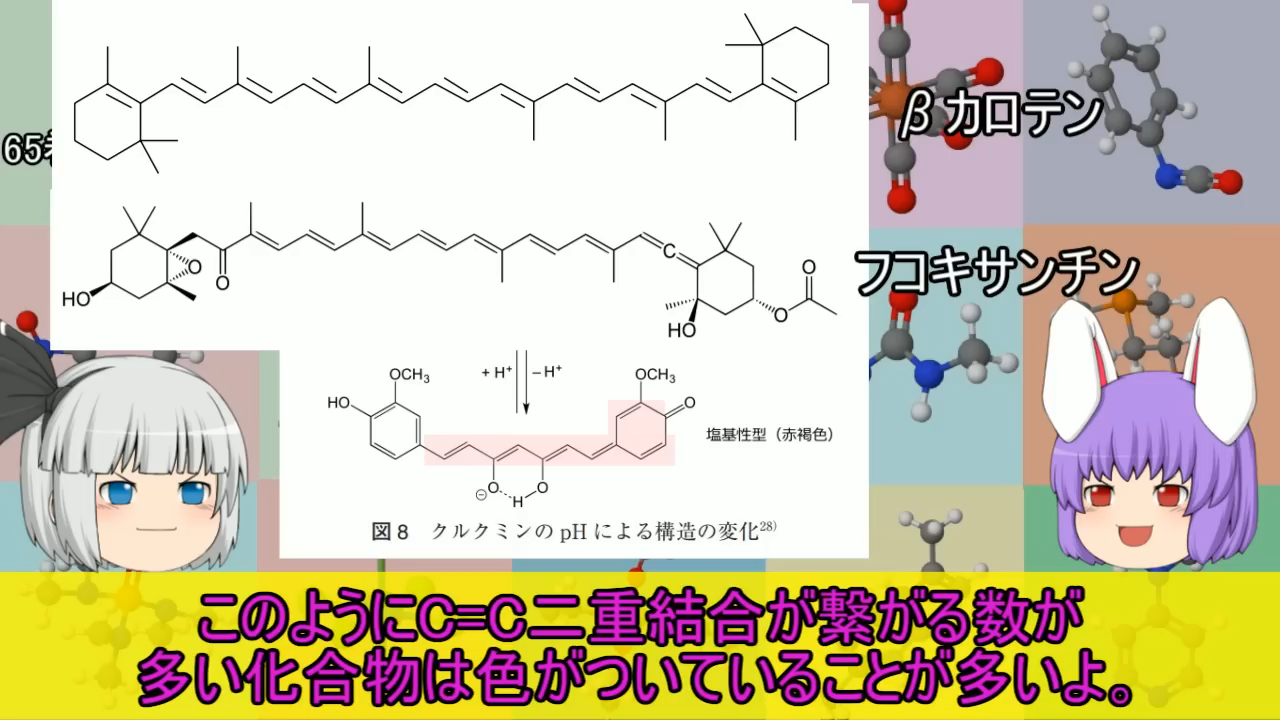 βカロテン
65
フコキサンチン
O
O
HO
HO
O
O
+ H⁺
− H⁺
OCH₃
OCH₃
HO
O
塩基性型（赤褐色）
⊖
O
H
O
図8 クルクミンの pH による構造の変化²⁸⁾
このようにC=C二重結合が繋がる数が
多い化合物は色がついていることが多いよ。